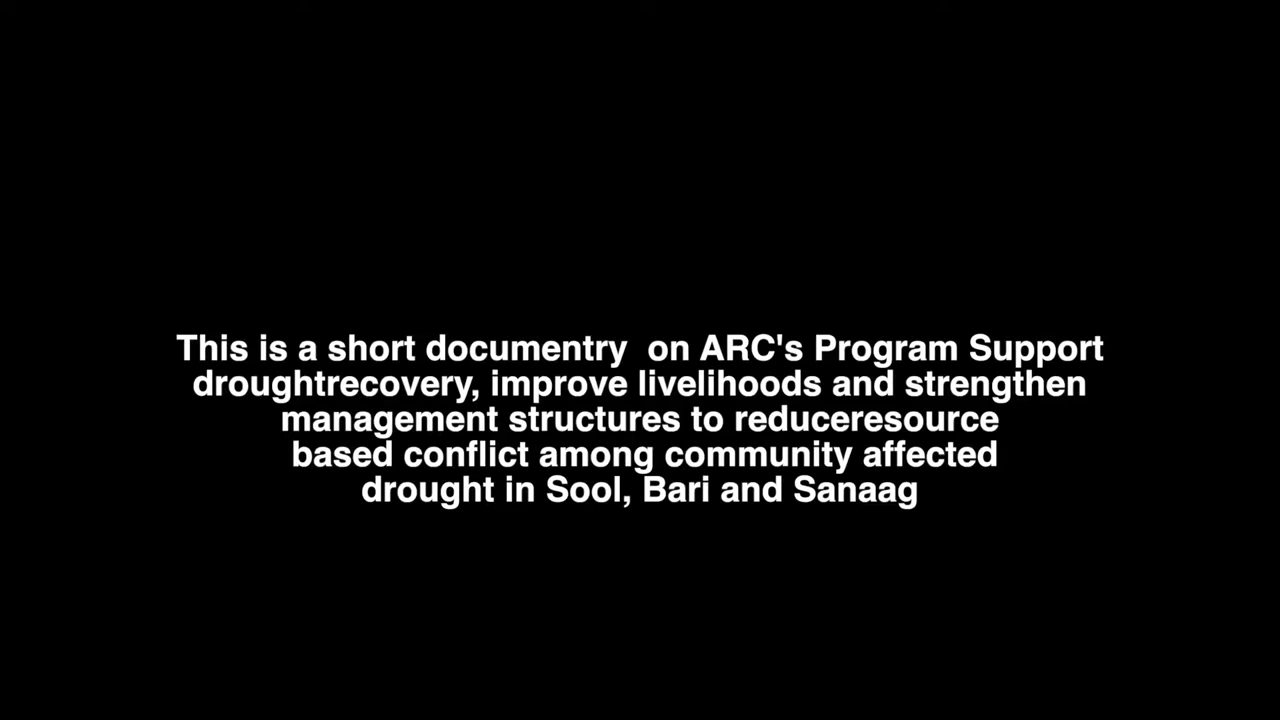 This is a short documentry  on ARC's Program Support
droughtrecovery, improve livelihoods and strengthen
management structures to reduceresource
based conflict among community affected
drought in Sool, Bari and Sanaag